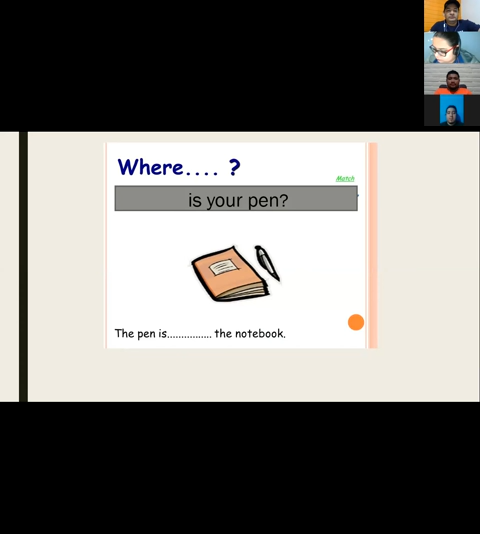 Where.... ?
Match
is your pen?
The pen is............... the notebook.